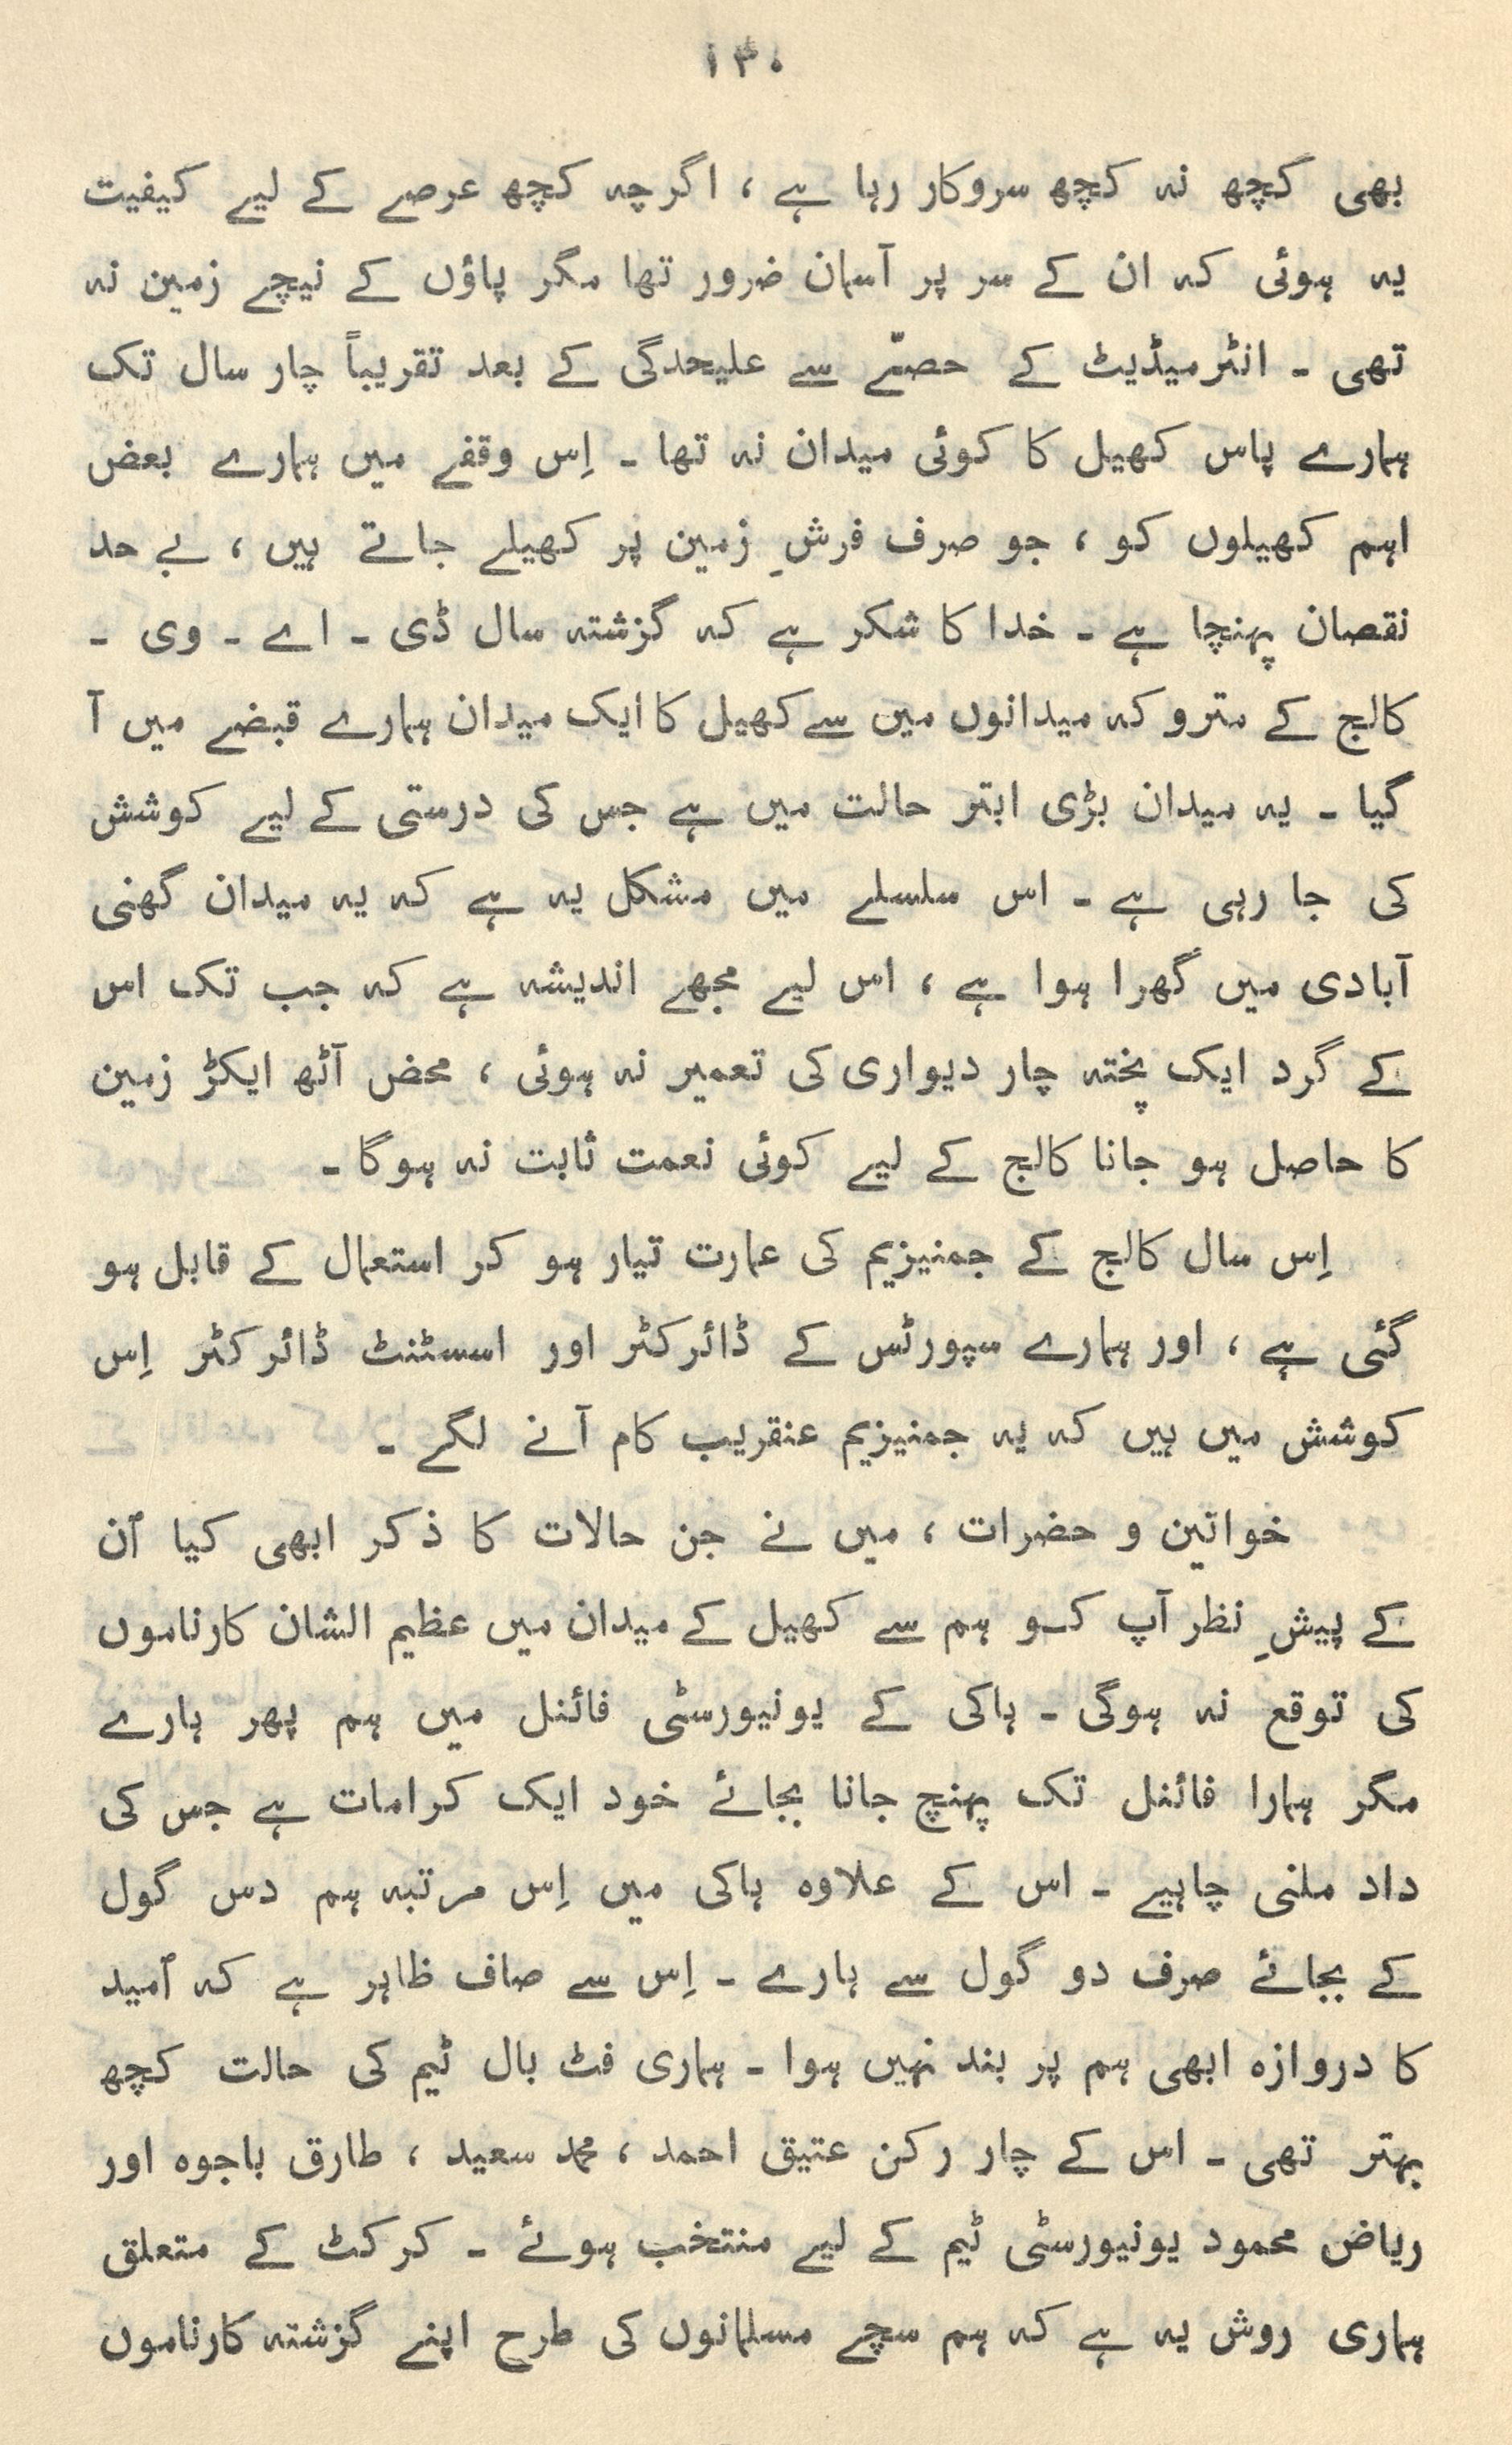 ۱۳۰
بھی کچھ نہ کچھ سروکار رہا ہے ، اگرچہ کچھ عرصے کے لیے کیفیت
یہ ہوئی کہ ان کے سر پر آسمان ضرور تھا مگر پاؤں کے نیچے زمین نہ
تھی ۔ انٹرمیڈیٹ کے حصّے سے علیحدگی کے بعد تقریباً چار سال تک
ہمارے پاس کھیل کا کوئی میدان نہ تھا ۔ اِس وقفے میں ہمارے بعض
اہم کھیلوں کو ، جو صرف فرشِ زمین پر کھیلے جاتے ہیں ، بے حد
نقصان پہنچا ہے ۔ خدا کا شکر ہے کہ گزشتہ سال ڈی ۔ اے ۔ وی ۔
کالج کے متروکہ میدانوں میں سے کھیل کا ایک میدان ہمارے قبضے میں آ
گیا ۔ یہ میدان بڑی ابتر حالت میں ہے جس کی درستی کے لیے کوشش
کی جا رہی ہے ۔ اس سلسلے میں مشکل یہ ہے کہ یہ میدان گھنی
آبادی میں گھرا ہوا ہے ، اس لیے مجھے اندیشہ ہے کہ جب تک اس
کے گرد ایک پختہ چار دیواری کی تعمیر نہ ہوئی ، محض آٹھ ایکڑ زمین
کا حاصل ہو جانا کالج کے لیے کوئی نعمت ثابت نہ ہوگا ۔
اِس سال کالج کے جمنیزیم کی عمارت تیار ہو کر استعمال کے قابل ہو
گئی ہے ، اور ہمارے سپورٹس کے ڈائرکٹر اور اسسٹنٹ ڈائرکٹر اِس
کوشش میں ہیں کہ یہ جمنیزیم عنقریب کام آنے لگے ۔
خواتین و حضرات ، میں نے جن حالات کا ذکر ابھی کیا اُن
کے پیشِ نظر آپ کو ہم سے کھیل کے میدان میں عظیم الشان کارناموں
کی توقع نہ ہوگی ۔ ہاکی کے یونیورسٹی فائنل میں ہم پھر ہارے
مگر ہمارا فائنل تک پہنچ جانا بجائے خود ایک کرامات ہے جس کی
داد ملنی چاہیے ۔ اس کے علاوہ ہاکی میں اِس مرتبہ ہم دس گول
کے بجائے صرف دو گول سے ہارے ۔ اِس سے صاف ظاہر ہے کہ اُمید
کا دروازہ ابھی ہم پر بند نہیں ہوا ۔ ہماری فٹ بال ٹیم کی حالت کچھ
بہتر تھی ۔ اس کے چار رکن عتیق احمد ، محمد سعید ، طارق باجوہ اور
ریاض محمود یونیورسٹی ٹیم کے لیے منتخب ہوئے ۔ کرکٹ کے متعلق
ہماری روش یہ ہے کہ ہم سچے مسلمانوں کی طرح اپنے گزشتہ کارناموں